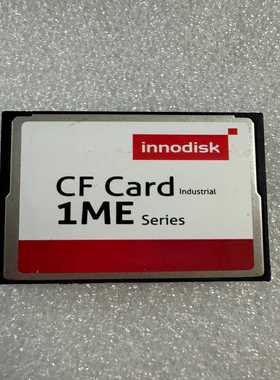 innodisk
CF Card Industrial
1ME Series